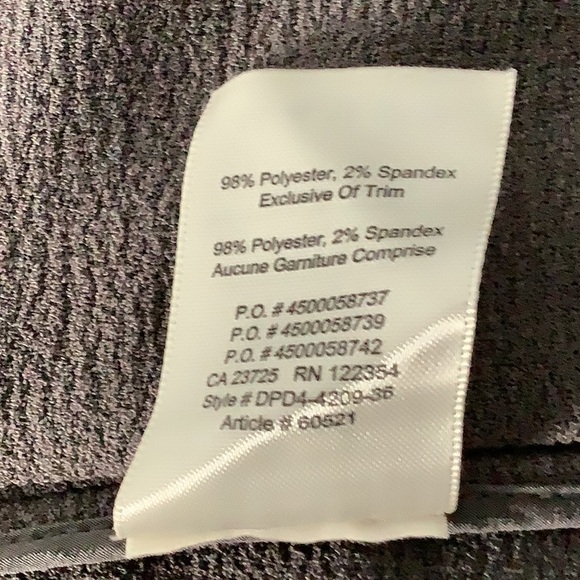 98% Polyester, 2% Spandex
Exclusive Of Trim
98% Polyester, 2% Spandex
Aucune Garniture Comprise
P.O. # 4500058737
P.O. # 4500058739
P.O. # 4500058742
CA 23725 RN 122354
Style # DPD4-4209-36
Article # 60521